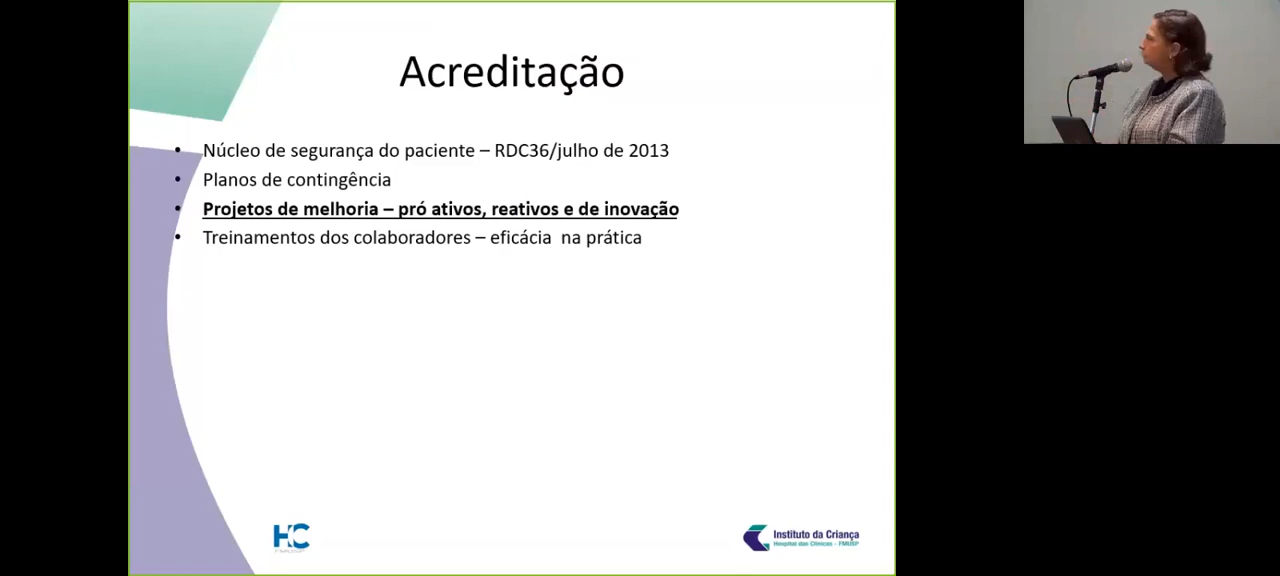 Acreditação
• Núcleo de segurança do paciente – RDC36/julho de 2013
• Planos de contingência
• Projetos de melhoria – pró ativos, reativos e de inovação
• Treinamentos dos colaboradores – eficácia na prática
HC
FMUSP
Instituto da Criança
Hospital das Clínicas - FMUSP